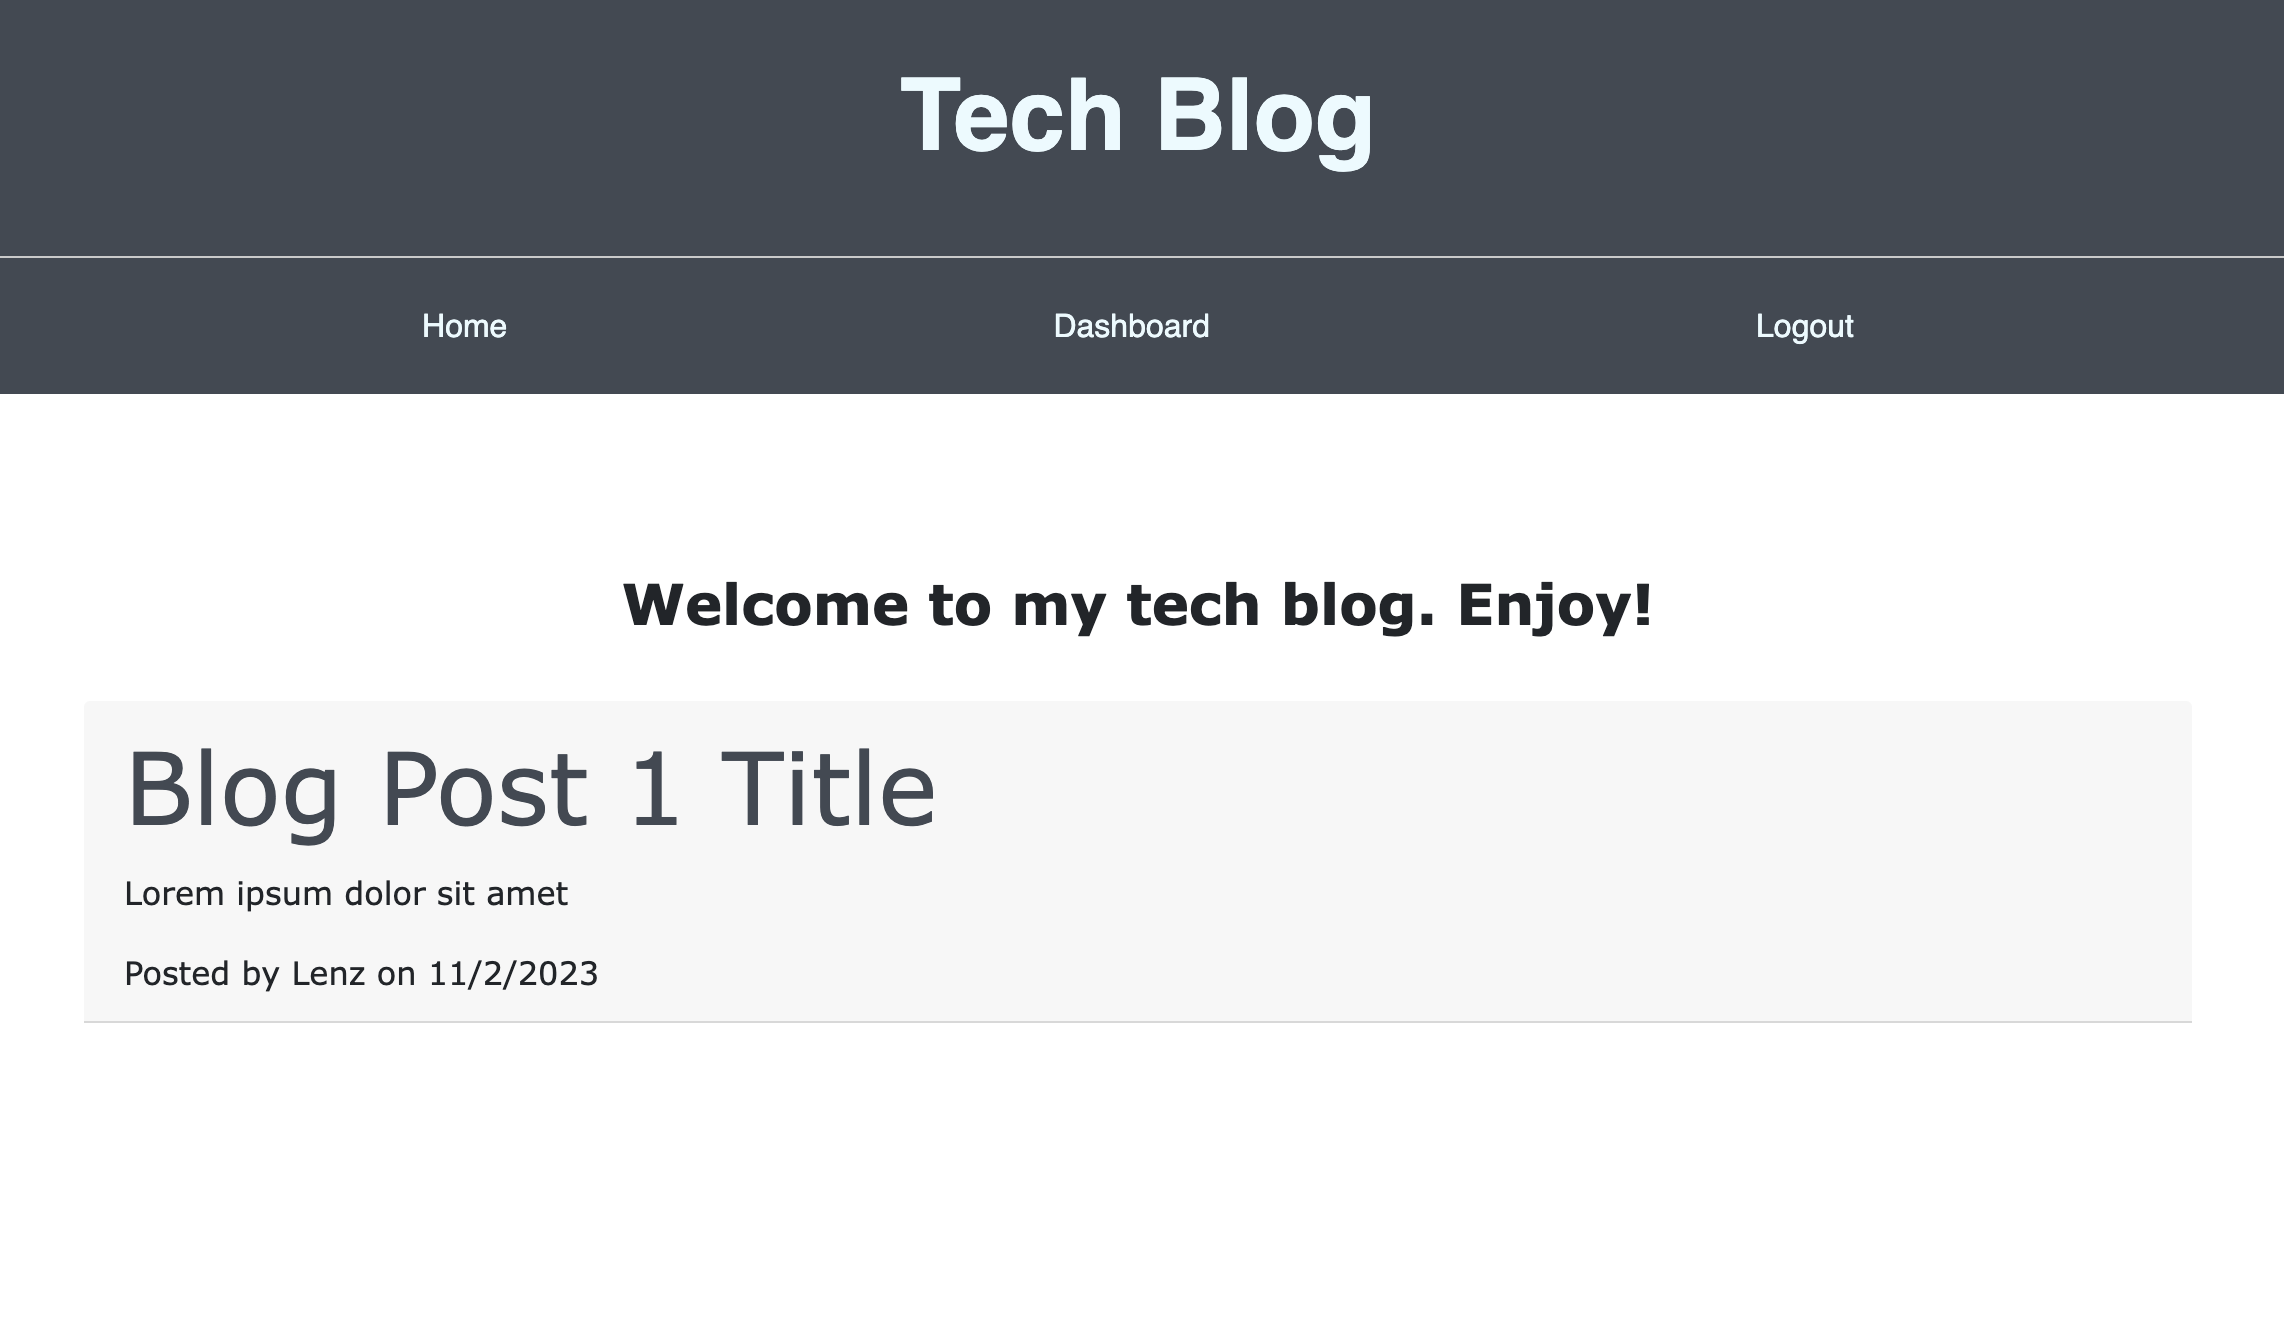 Tech Blog
Home Dashboard Logout
Welcome to my tech blog. Enjoy!
Blog Post 1 Title
Lorem ipsum dolor sit amet
Posted by Lenz on 11/2/2023